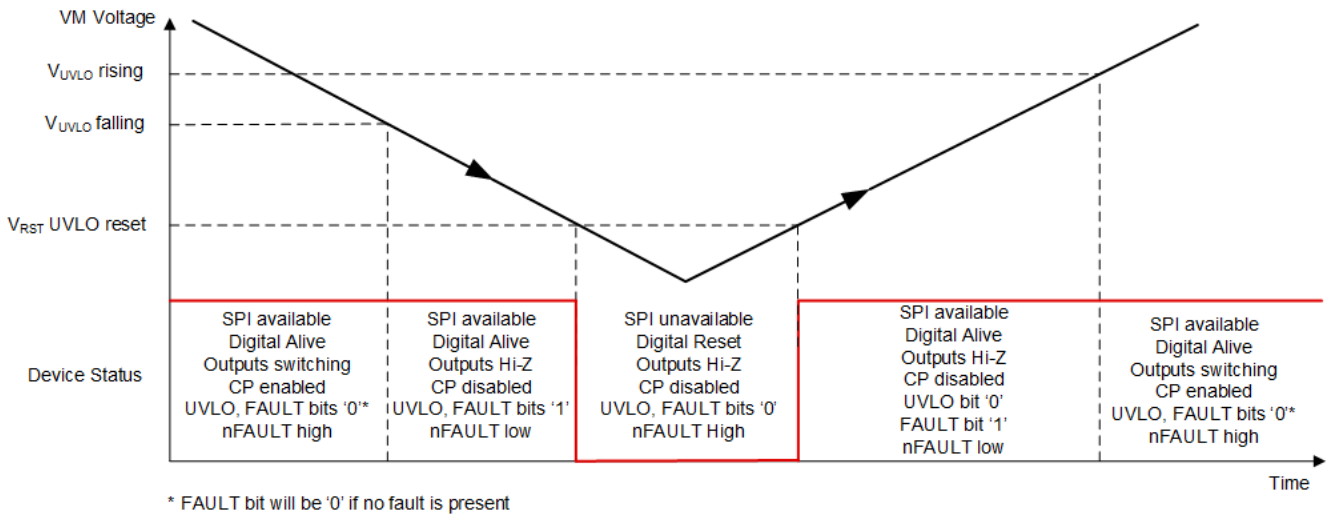 VM Voltage
VUVLO rising
VUVLO falling
VRST UVLO reset
Device Status
SPI available
Digital Alive
Outputs switching
CP enabled
UVLO, FAULT bits ‘0’*
nFAULT high
SPI available
Digital Alive
Outputs Hi-Z
CP disabled
UVLO, FAULT bits ‘1’
nFAULT low
SPI unavailable
Digital Reset
Outputs Hi-Z
CP disabled
UVLO, FAULT bits ‘0’
nFAULT High
SPI available
Digital Alive
Outputs Hi-Z
CP disabled
UVLO bit ‘0’
FAULT bit ‘1’
nFAULT low
SPI available
Digital Alive
Outputs switching
CP enabled
UVLO, FAULT bits ‘0’*
nFAULT high
Time
* FAULT bit will be ‘0’ if no fault is present